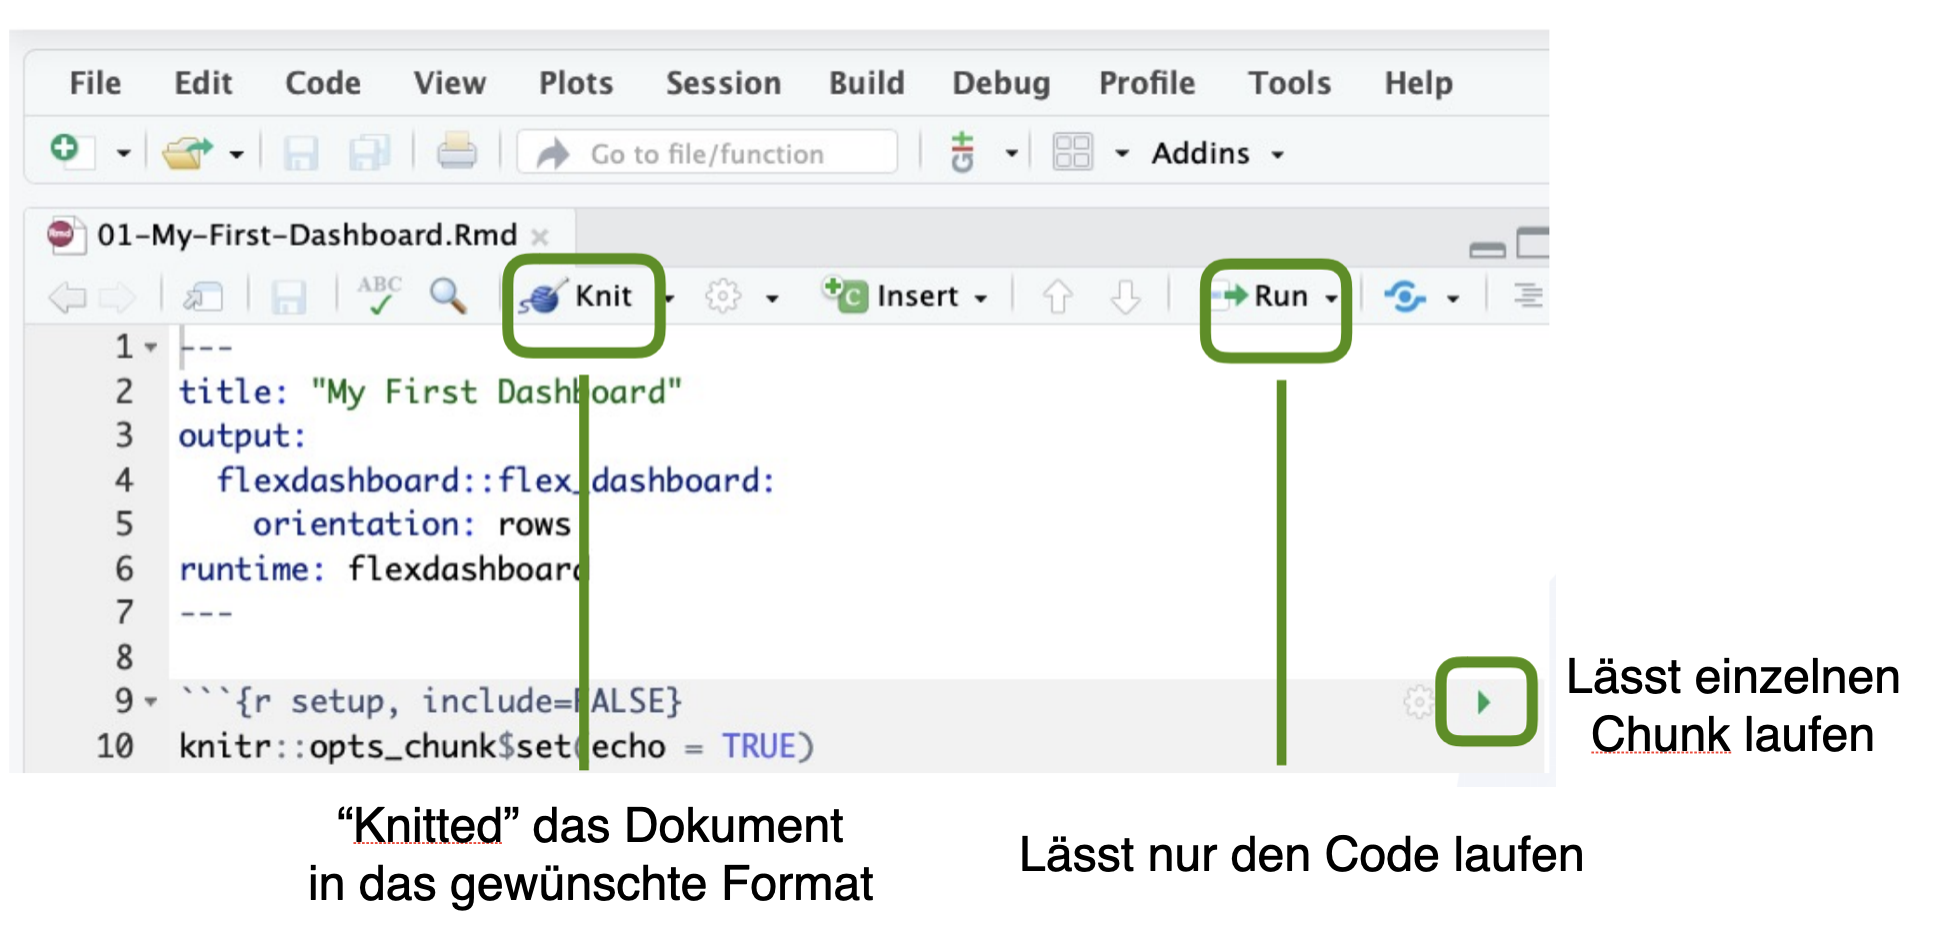 File Edit Code View Plots Session Build Debug Profile Tools Help
Go to file/function Addins
01-My-First-Dashboard.Rmd
ABC Knit Insert Run
1 ---
2 title: "My First Dashboard"
3 output:
4 flexdashboard::flex_dashboard:
5 orientation: rows
6 runtime: flexdashboard
7 ---
8
9 ```{r setup, include=FALSE}
10 knitr::opts_chunk$set(echo = TRUE)
Lässt einzelnen
Chunk laufen
“Knitted” das Dokument
in das gewünschte Format
Lässt nur den Code laufen